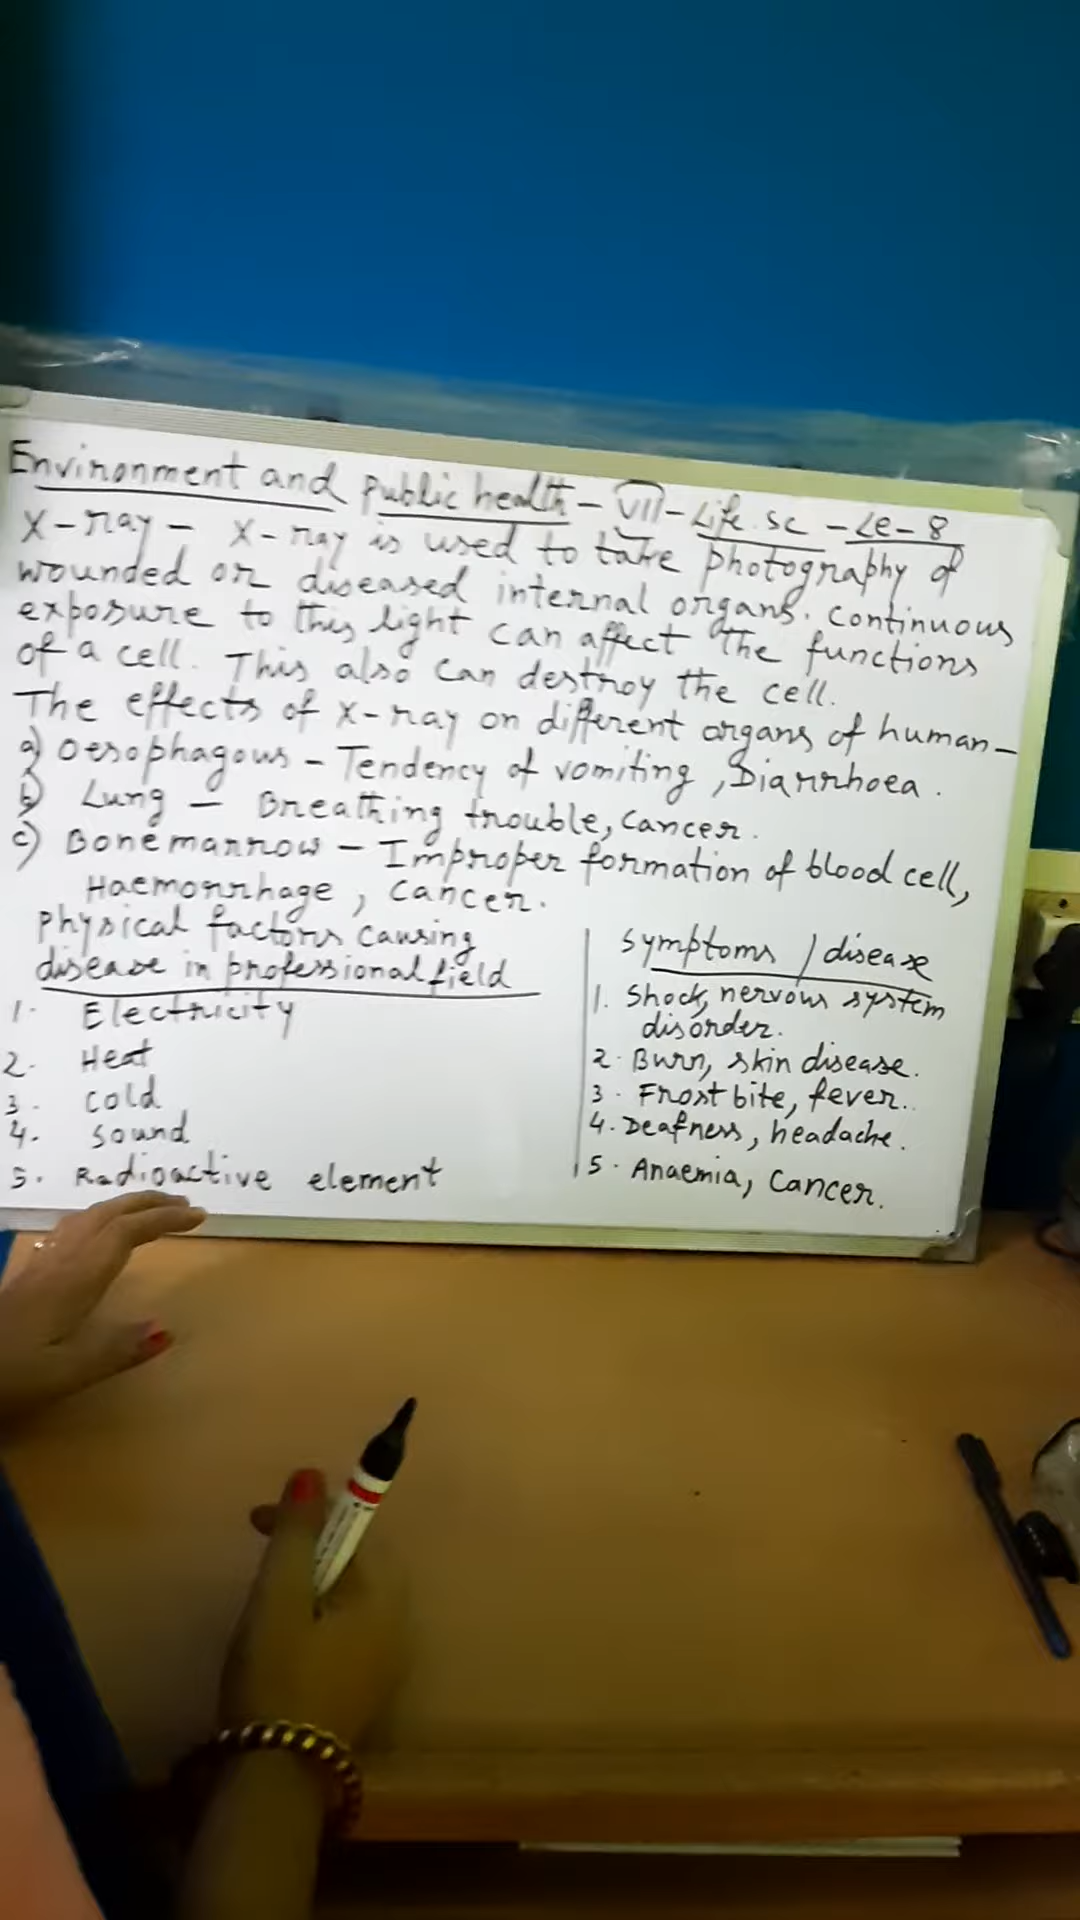 Environment and public health - VII - Life. Sc - Le - 8
X-ray - X-ray is used to take photography of
wounded or diseased internal organs. Continuous
exposure to this light can affect the functions
of a cell. This also can destroy the cell.
The effects of X-ray on different organs of human-
a) Oesophagous - Tendency of vomiting, Diarrhoea.
b) Lung - Breathing trouble, Cancer.
c) Bonemarrow - Improper formation of blood cell,
Haemorrhage, Cancer.
Physical factors causing
disease in professional field
1. Electricity
2. Heat
3. Cold
4. Sound
5. Radioactive element
Symptoms / disease
1. Shock, nervous system
disorder.
2. Burn, skin disease.
3. Frost bite, fever..
4. Deafness, headache.
5. Anaemia, Cancer.